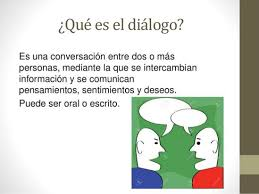 ¿Qué es el diálogo?
Es una conversación entre dos o más
personas, mediante la que se intercambian
información y se comunican
pensamientos, sentimientos y deseos.
Puede ser oral o escrito.